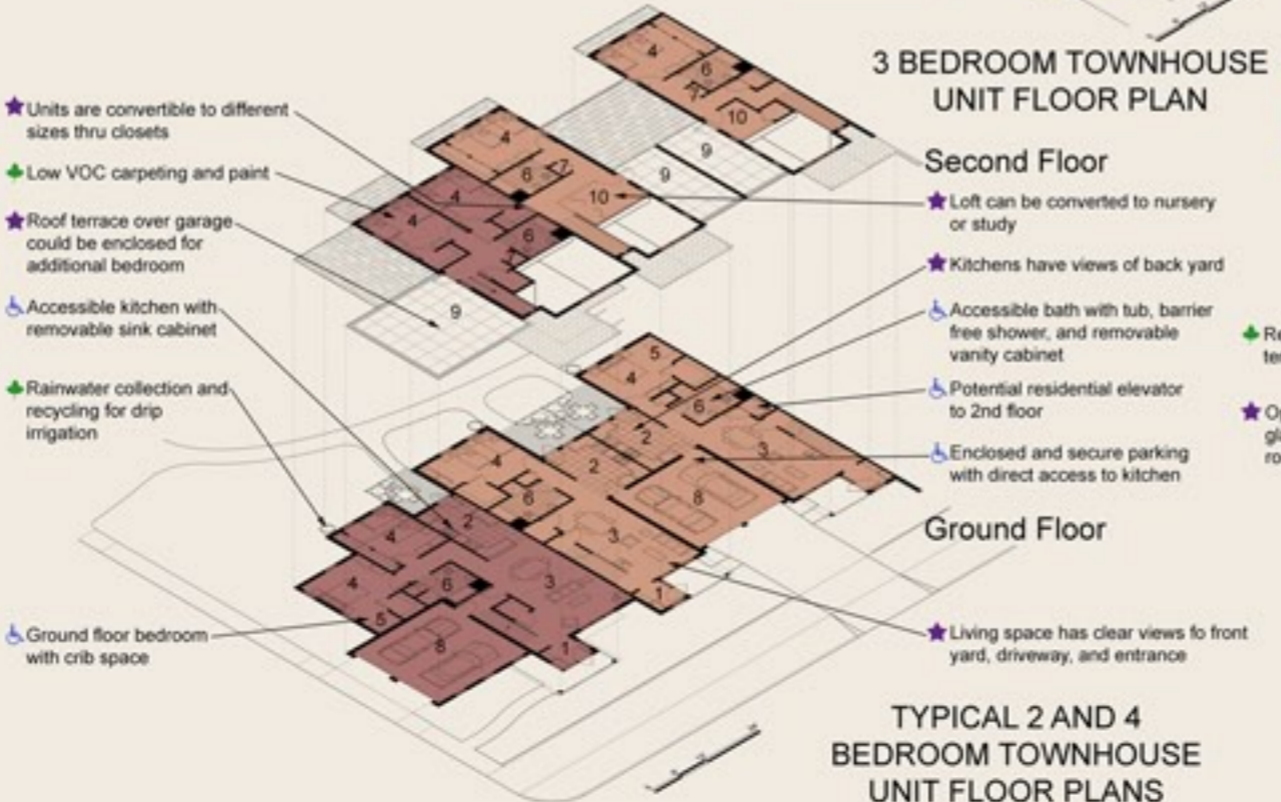 3 BEDROOM TOWNHOUSE
UNIT FLOOR PLAN
Units are convertible to different
sizes thru closets
Low VOC carpeting and paint
Roof terrace over garage
could be enclosed for
additional bedroom
Accessible kitchen with
removable sink cabinet
Rainwater collection and
recycling for drip
irrigation
Ground floor bedroom
with crib space
Second Floor
Loft can be converted to nursery
or study
Kitchens have views of back yard
Accessible bath with tub, barrier
free shower, and removable
vanity cabinet
Potential residential elevator
to 2nd floor
Enclosed and secure parking
with direct access to kitchen
Ground Floor
Living space has clear views fo front
yard, driveway, and entrance
TYPICAL 2 AND 4
BEDROOM TOWNHOUSE
UNIT FLOOR PLANS
4
6
10
9
4
6
10
9
4
4
6
9
5
4
6
2
3
2
8
4
6
3
1
2
4
3
4
6
5
8
1
Re
ter
Op
gl
ro